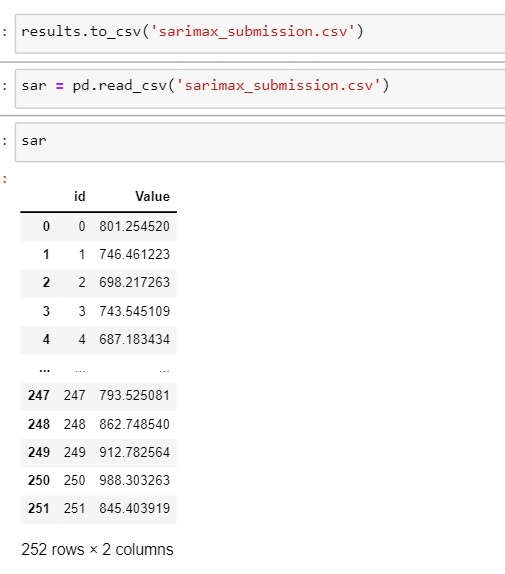 : results.to_csv('sarimax_submission.csv')
: sar = pd.read_csv('sarimax_submission.csv')
: sar
:
id Value
0 0 801.254520
1 1 746.461223
2 2 698.217263
3 3 743.545109
4 4 687.183434
... ... ...
247 247 793.525081
248 248 862.748540
249 249 912.782564
250 250 988.303263
251 251 845.403919
252 rows × 2 columns